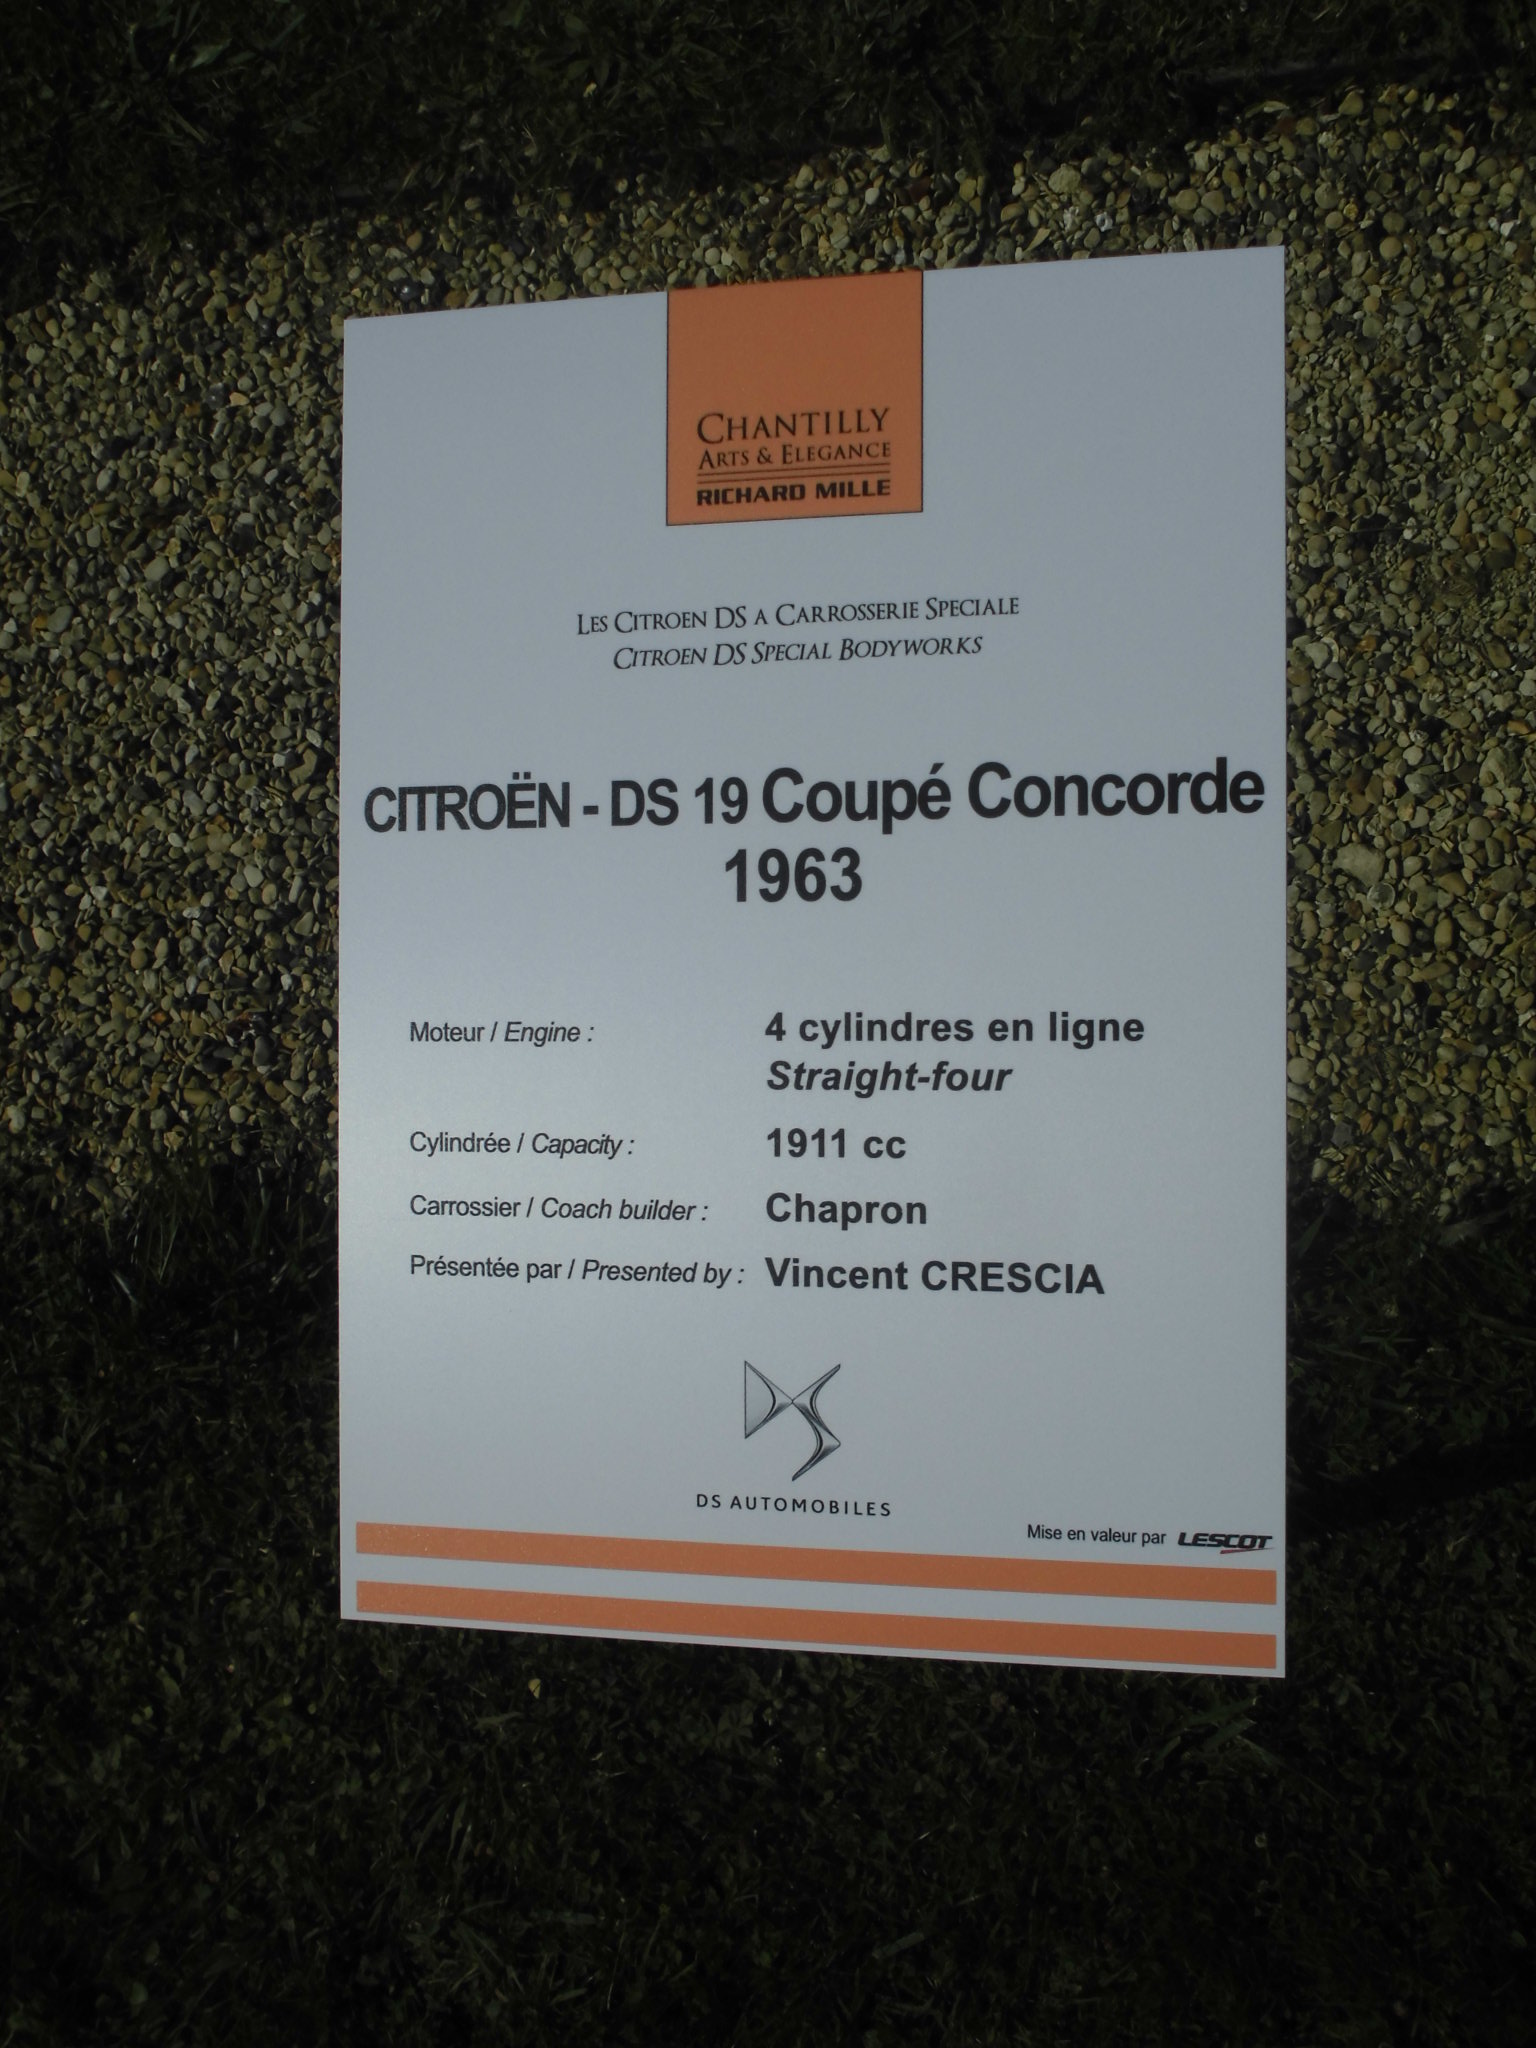 CHANTILLY
ARTS & ELEGANCE
RICHARD MILLE
LES CITROEN DS A CARROSSERIE SPECIALE
CITROEN DS SPECIAL BODYWORKS
CITROËN - DS 19 Coupé Concorde
1963
Moteur / Engine : 4 cylindres en ligne
Straight-four
Cylindrée / Capacity : 1911 cc
Carrossier / Coach builder : Chapron
Présentée par / Presented by : Vincent CRESCIA
DS AUTOMOBILES
Mise en valeur par LESCOT